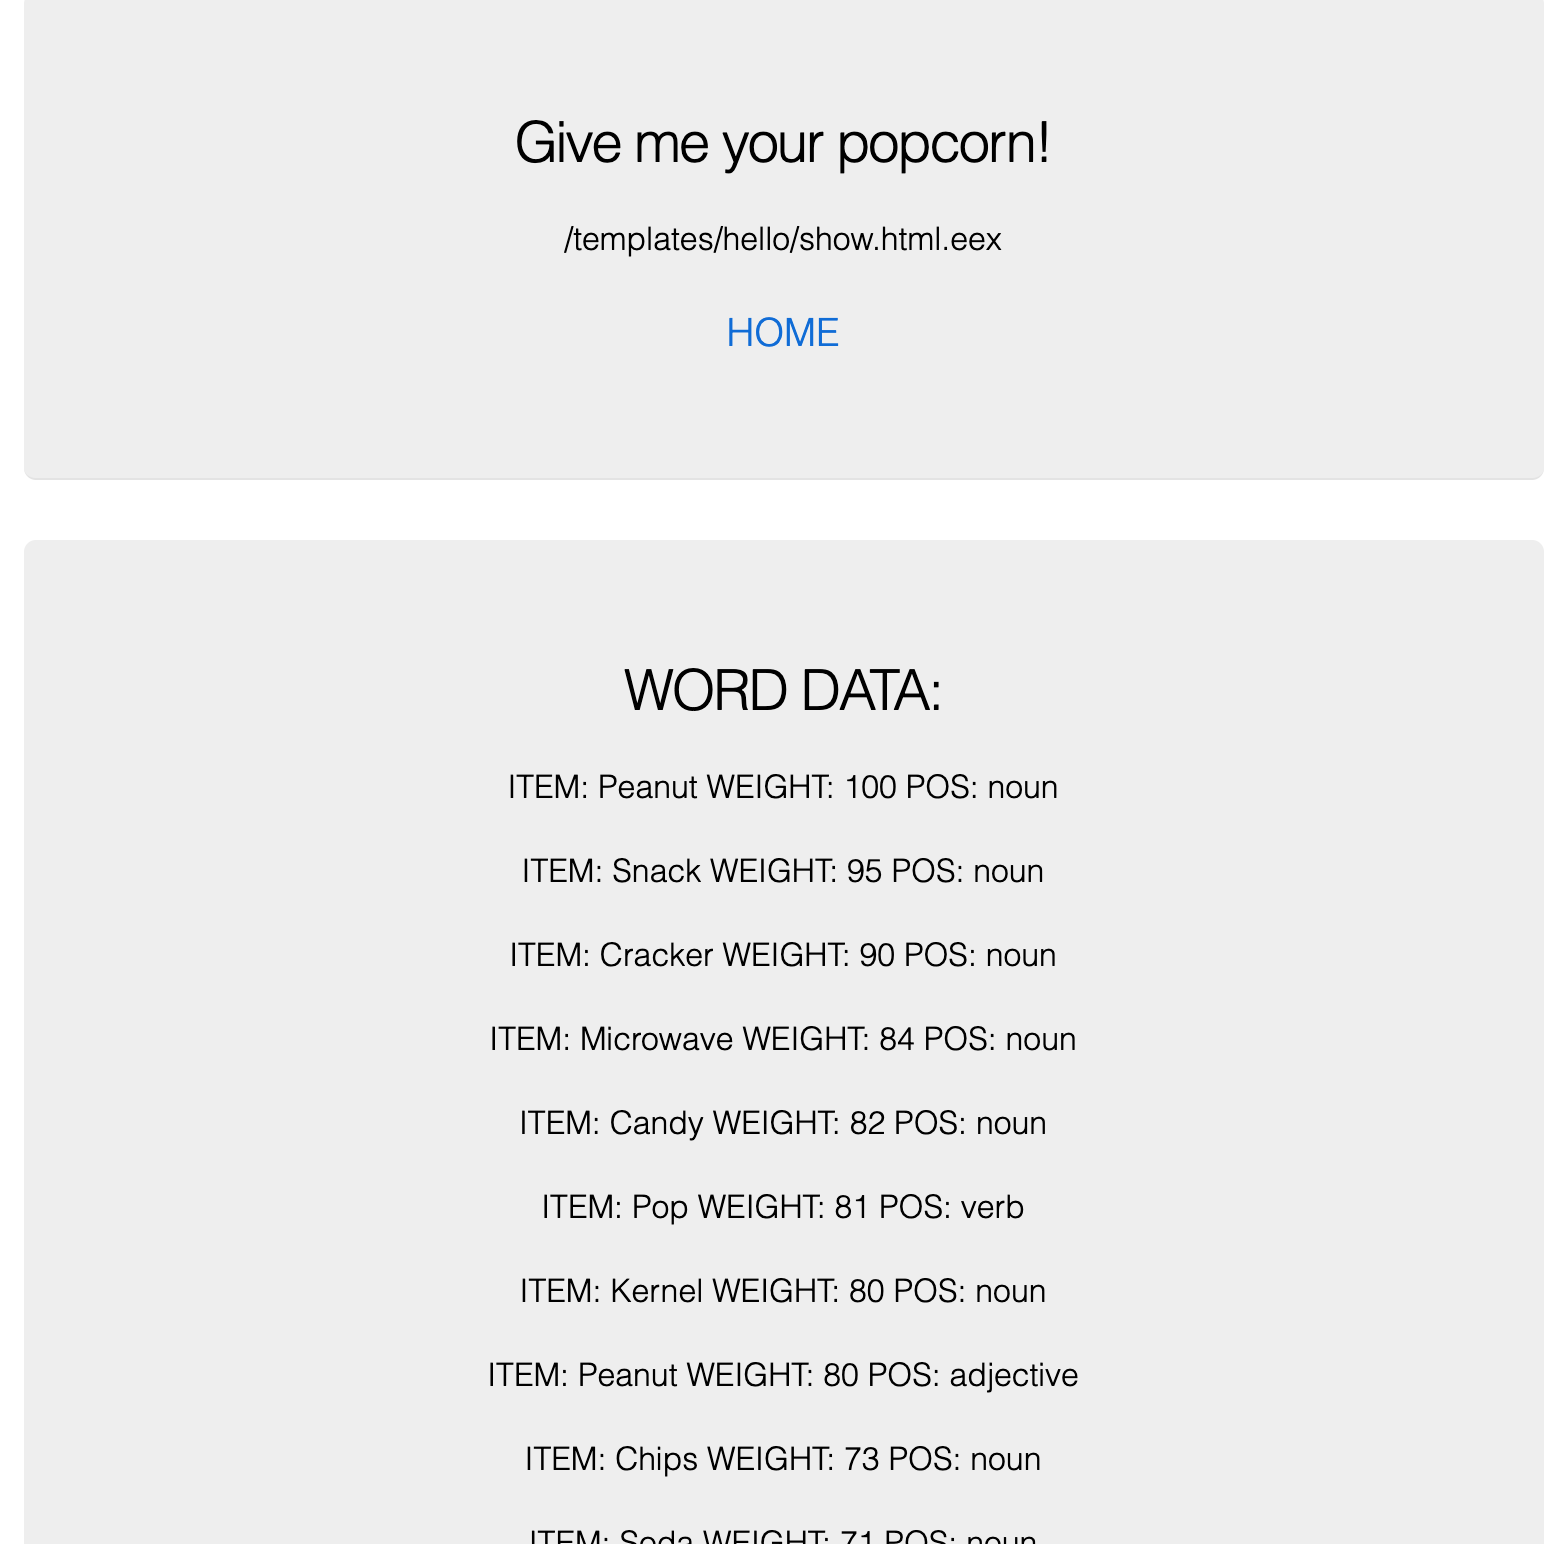 Give me your popcorn!
/templates/hello/show.html.eex
HOME
WORD DATA:
ITEM: Peanut WEIGHT: 100 POS: noun
ITEM: Snack WEIGHT: 95 POS: noun
ITEM: Cracker WEIGHT: 90 POS: noun
ITEM: Microwave WEIGHT: 84 POS: noun
ITEM: Candy WEIGHT: 82 POS: noun
ITEM: Pop WEIGHT: 81 POS: verb
ITEM: Kernel WEIGHT: 80 POS: noun
ITEM: Peanut WEIGHT: 80 POS: adjective
ITEM: Chips WEIGHT: 73 POS: noun
ITEM: Soda WEIGHT: 71 POS: noun